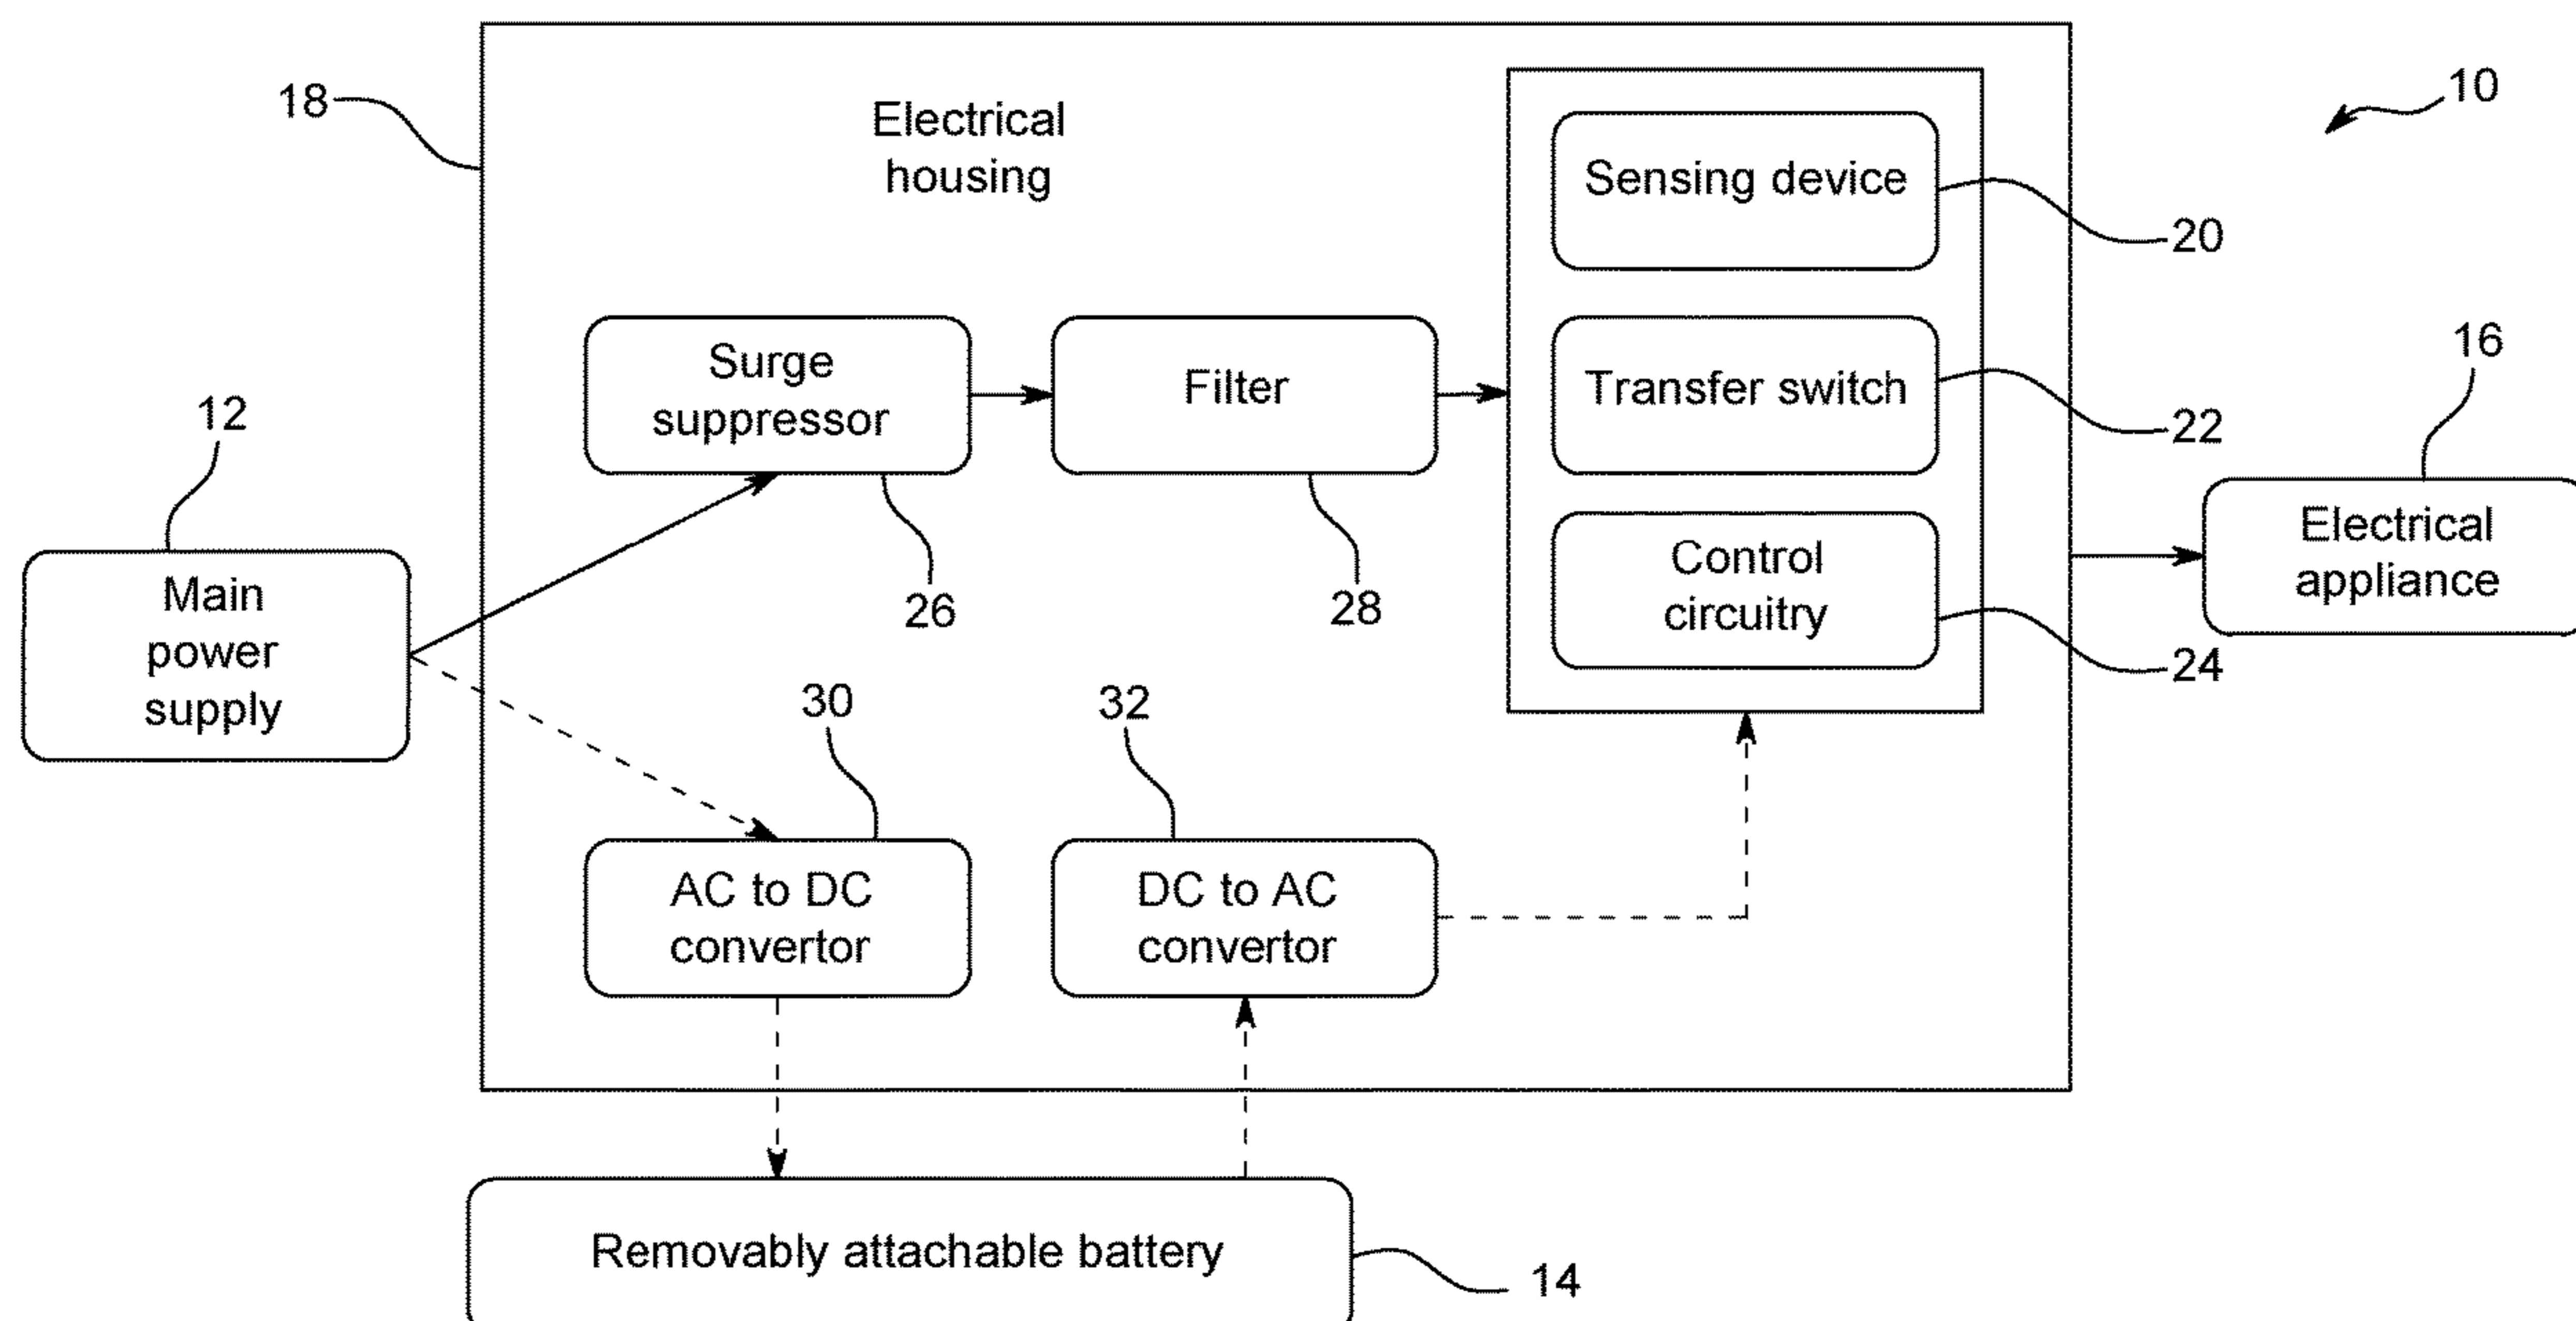 18
Electrical
housing
10
Sensing device
20
Surge
suppressor
Filter
Transfer switch
22
16
12
26
28
Control
circuitry
24
Electrical
appliance
Main
power
supply
30
32
AC to DC
convertor
DC to AC
convertor
Removably attachable battery
14